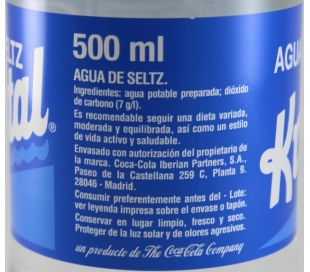 500 ml
AGUA DE SELTZ.
Ingredientes: agua potable preparada; dióxido
de carbono (7 g/l).
Es recomendable seguir una dieta variada,
moderada y equilibrada, así como un estilo
de vida activo y saludable.
Envasado con autorización del propietario de
la marca. Coca-Cola Iberian Partners, S.A.,
Paseo de la Castellana 259 C, Planta 9.
28046 - Madrid.
Consumir preferentemente antes del - Lote:
ver leyenda impresa sobre el envase o tapón.
Conservar en lugar limpio, fresco y seco.
Proteger de la luz solar y de olores agresivos.
un producto de The Coca-Cola Company
SELTZ
tal®
AGUA
Kr